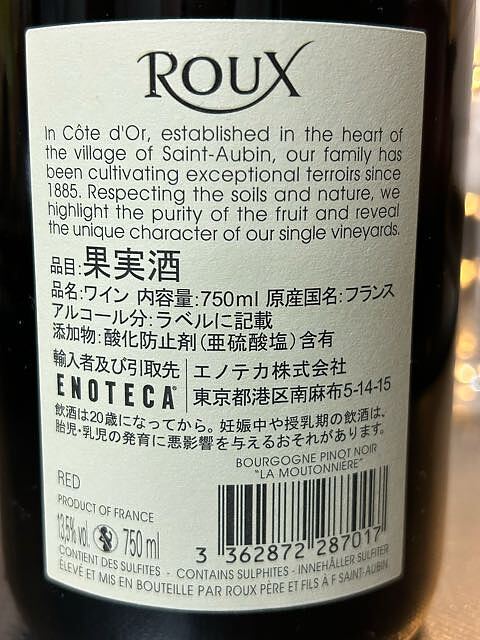 ROUX
In Côte d'Or, established in the heart of
the village of Saint-Aubin, our family has
been cultivating exceptional terroirs since
1885. Respecting the soils and nature, we
highlight the purity of the fruit and reveal
the unique character of our single vineyards.
品目:果実酒
品名:ワイン 内容量:750ml 原産国名:フランス
アルコール分:ラベルに記載
添加物:酸化防止剤(亜硫酸塩)含有
輸入者及び引取先
ENOTECA®
エノテカ株式会社
東京都港区南麻布5-14-15
飲酒は20歳になってから。妊娠中や授乳期の飲酒は、
胎児・乳児の発育に悪影響を与えるおそれがあります。
BOURGOGNE PINOT NOIR
"LA MOUTONNIÈRE"
RED
PRODUCT OF FRANCE
13,5% vol. 750 ml
3 362872 287017
CONTIENT DES SULFITES - CONTAINS SULPHITES - INNEHÅLLER SULFITER
ÉLEVÉ ET MIS EN BOUTEILLE PAR ROUX PÈRE ET FILS À F SAINT-AUBIN.